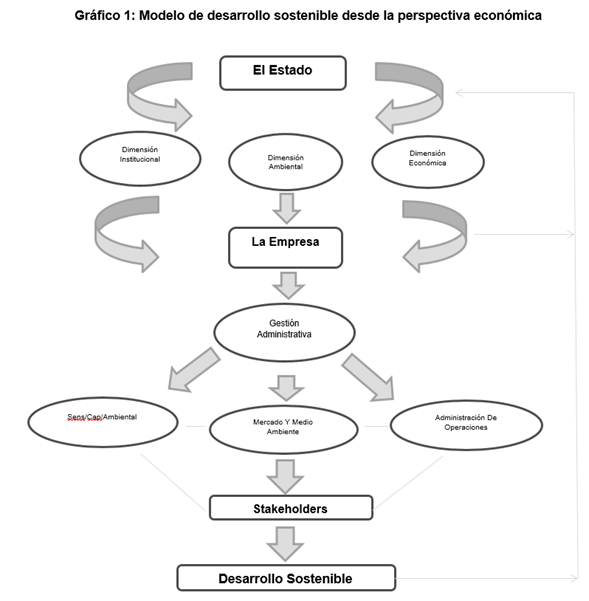 Gráfico 1: Modelo de desarrollo sostenible desde la perspectiva económica
El Estado
Dimensión
Institucional
Dimensión
Ambiental
Dimensión
Económica
La Empresa
Gestión
Administrativa
Sens/Cap/Ambiental
Mercado Y Medio
Ambiente
Administración De
Operaciones
Stakeholders
Desarrollo Sostenible